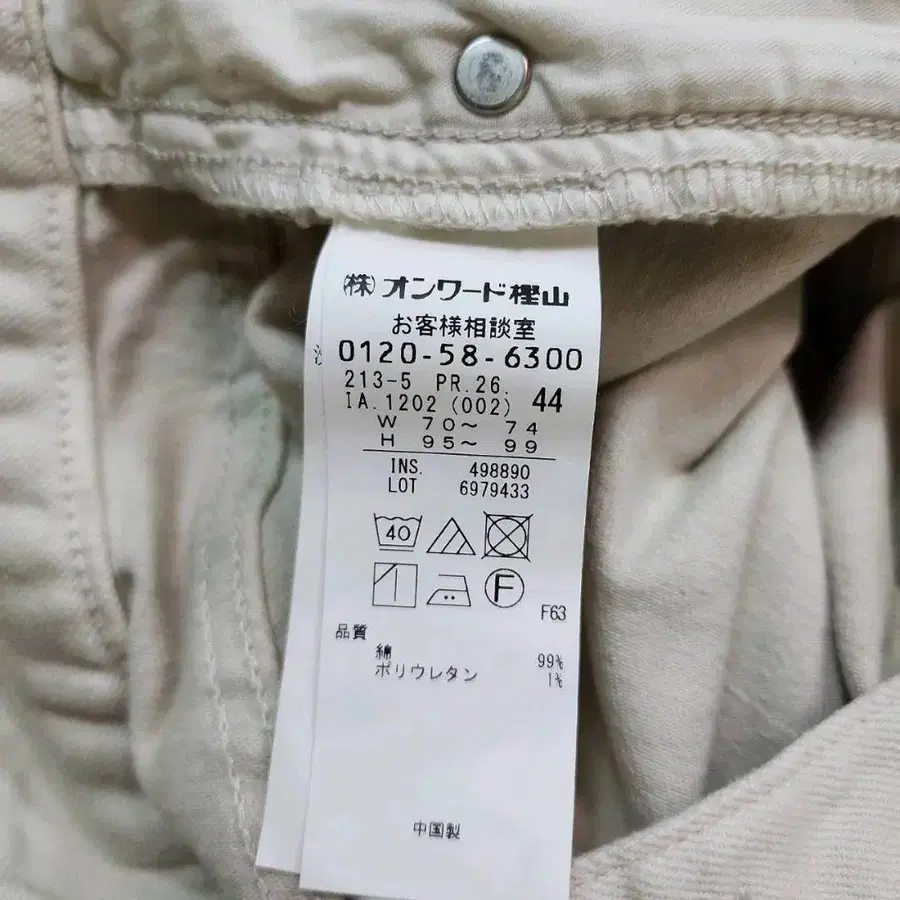 (株)オンワード樫山
お客様相談室
0120-58-6300
213-5 PR.26.
IA.1202 (002) 44
W 70～ 74
H 95～ 99
INS. 498890
LOT 6979433
40
F
F63
品質
綿 99%
ポリウレタン 1%
中国製